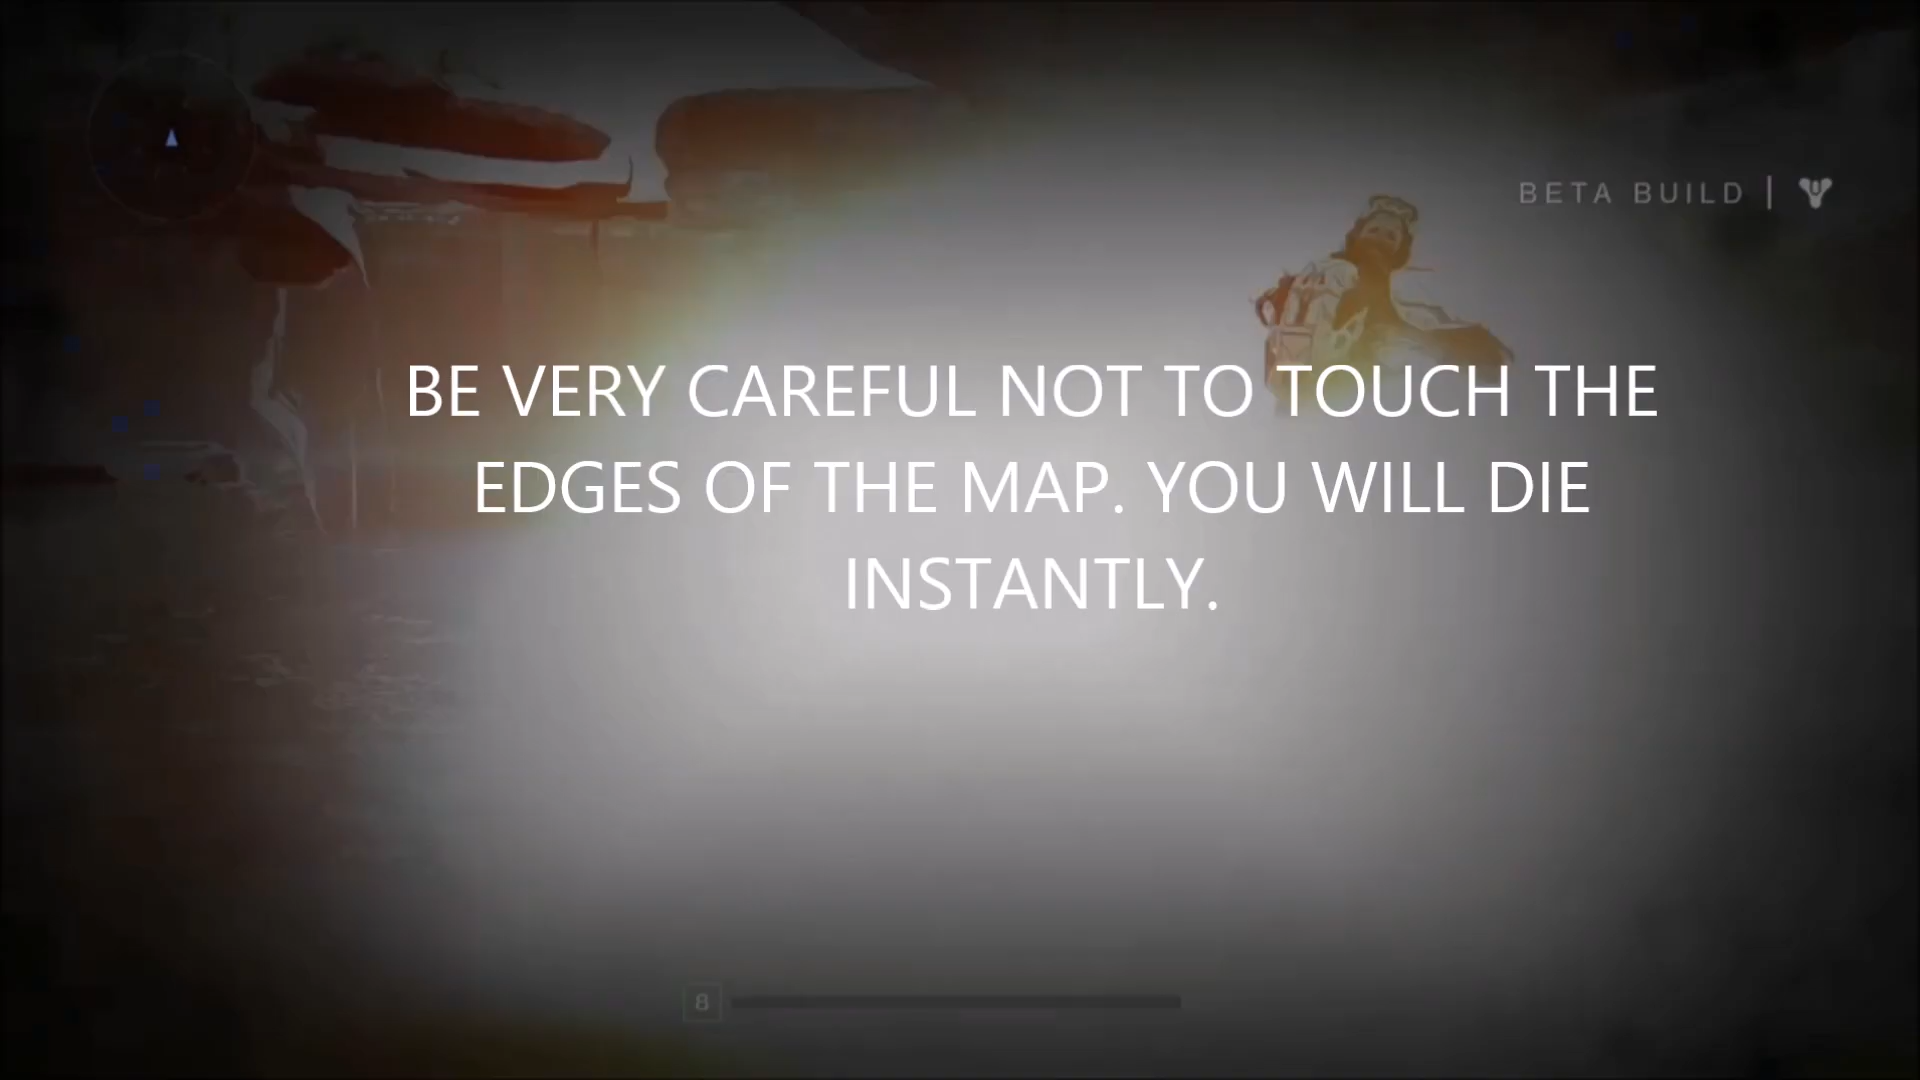 BETA BUILD |
BE VERY CAREFUL NOT TO TOUCH THE
EDGES OF THE MAP. YOU WILL DIE
INSTANTLY.
8